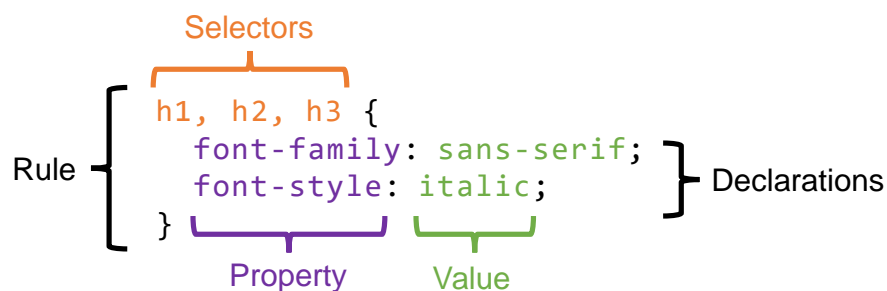 Selectors
h1, h2, h3 {
font-family: sans-serif;
Rule
font-style: italic;
Declarations
}
Property
Value